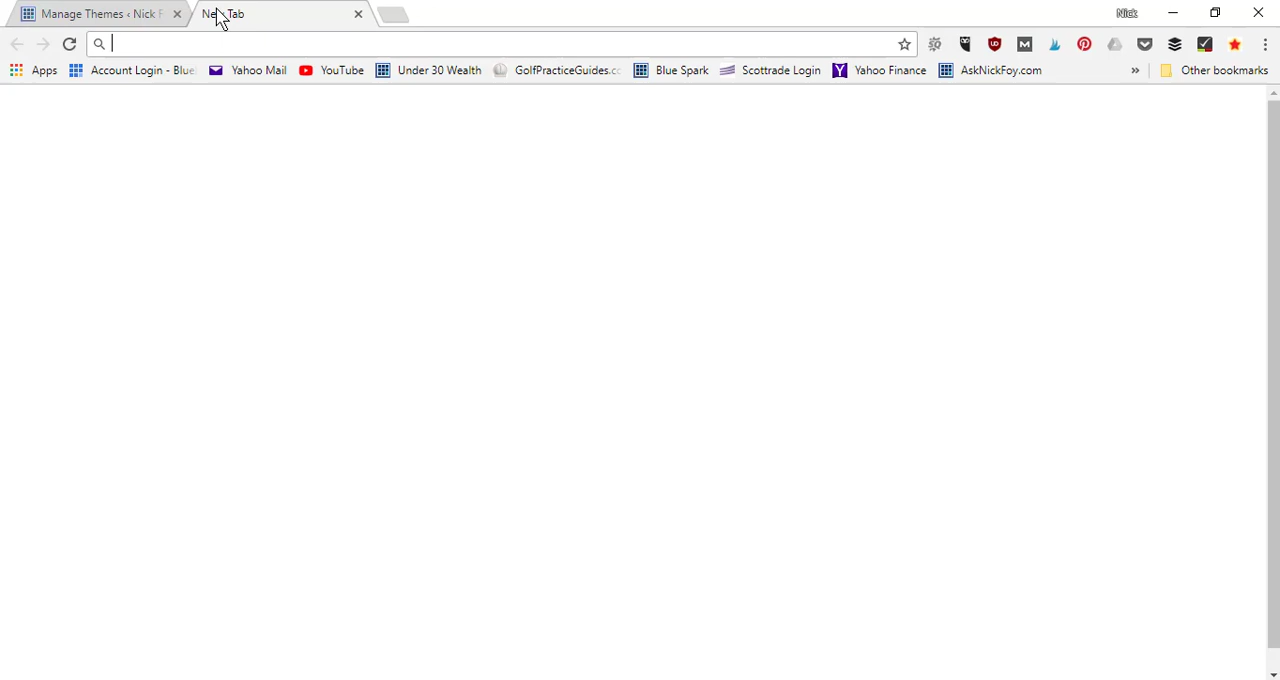 Manage Themes ‹ Nick F
New Tab
Nick
Apps
Account Login - Blue
Yahoo Mail
YouTube
Under 30 Wealth
GolfPracticeGuides.cc
Blue Spark
Scottrade Login
Yahoo Finance
AskNickFoy.com
»
Other bookmarks